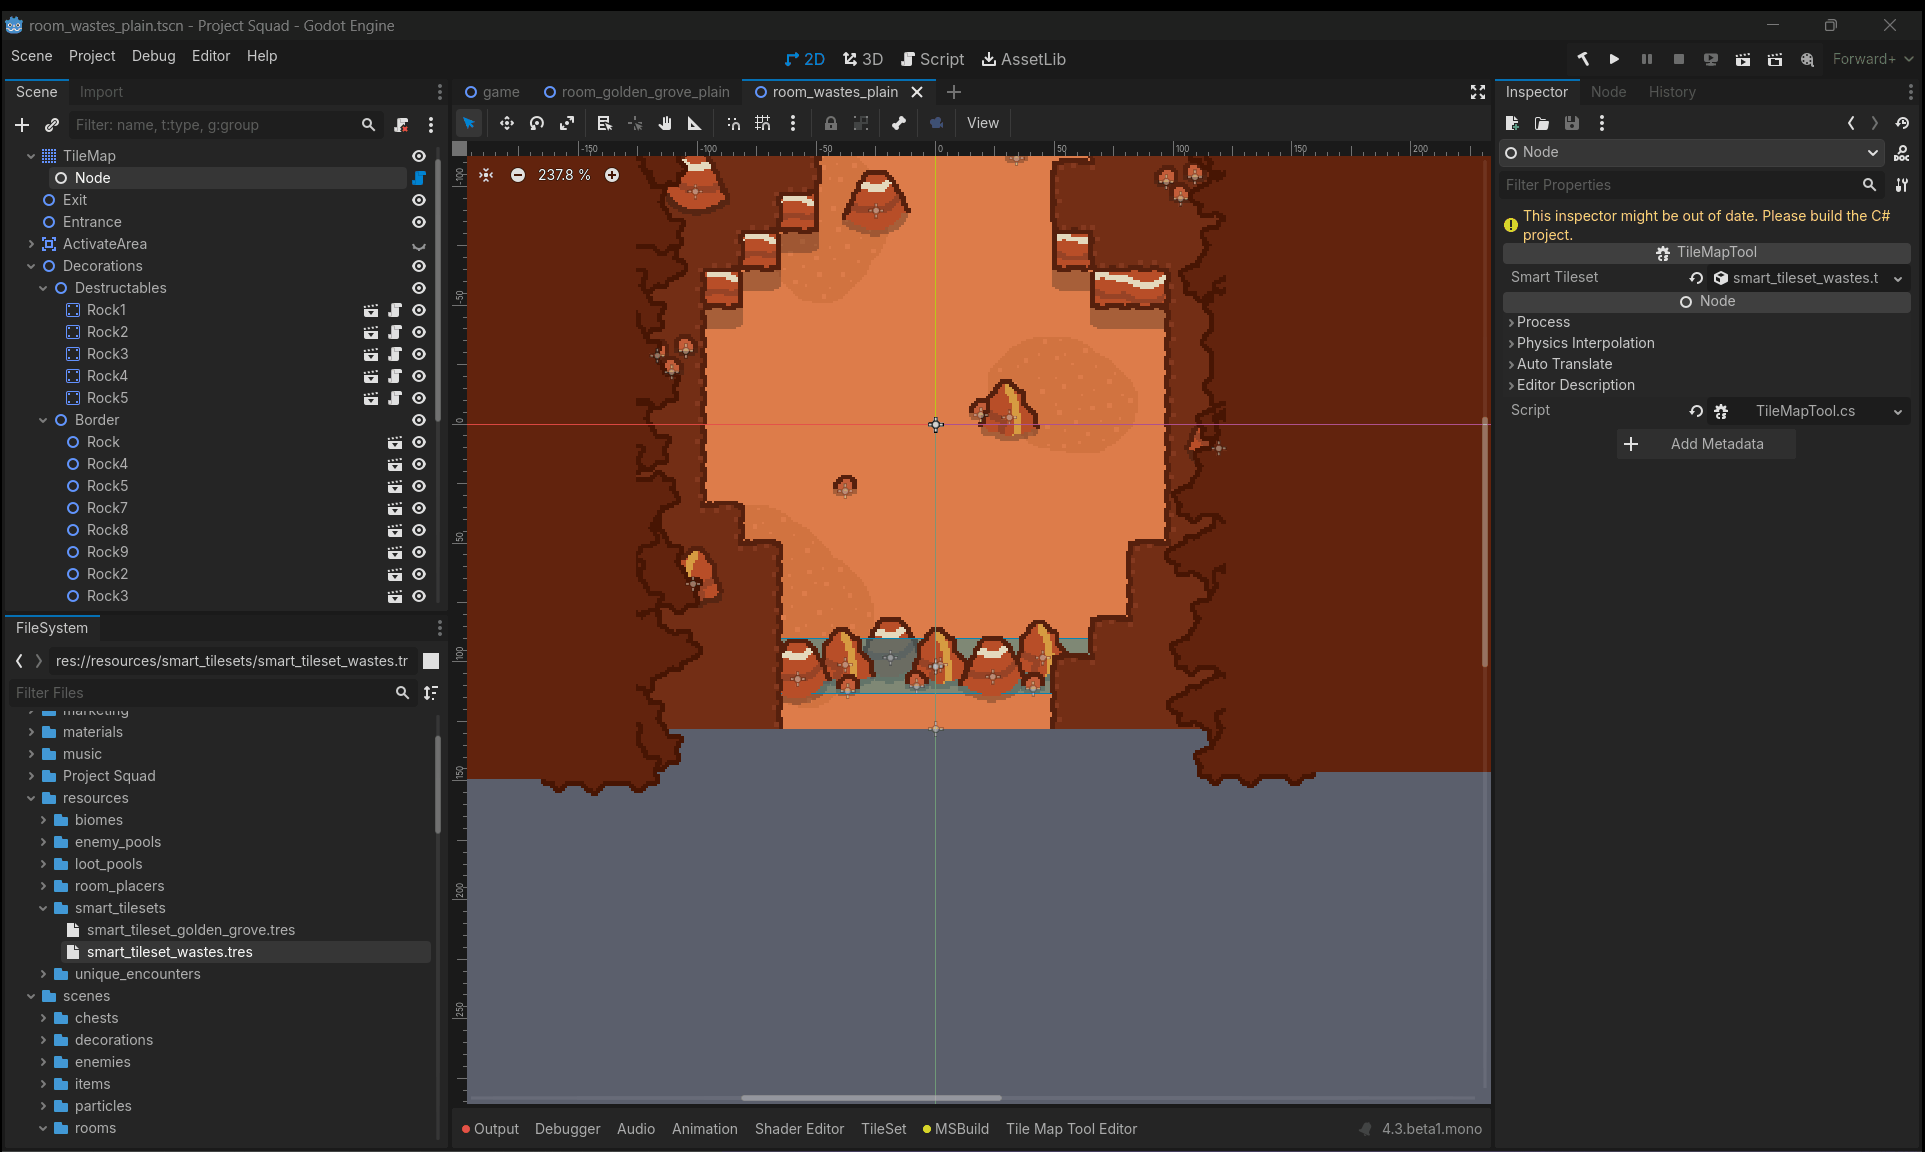 room_wastes_plain.tscn - Project Squad - Godot Engine
Scene Project Debug Editor Help
2D 3D Script AssetLib
Forward+
Scene Import
Filter: name, t:type, g:group
TileMap
Node
Exit
Entrance
ActivateArea
Decorations
Destructables
Rock1
Rock2
Rock3
Rock4
Rock5
Border
Rock
Rock4
Rock5
Rock7
Rock8
Rock9
Rock2
Rock3
FileSystem
res://resources/smart_tilesets/smart_tileset_wastes.tr
Filter Files
marketing
materials
music
Project Squad
resources
biomes
enemy_pools
loot_pools
room_placers
smart_tilesets
smart_tileset_golden_grove.tres
smart_tileset_wastes.tres
unique_encounters
scenes
chests
decorations
enemies
items
particles
rooms
game room_golden_grove_plain room_wastes_plain
View
-150 -100 -50 0 50 100 150 200
237.8 %
-100
-50
0
50
100
150
200
250
Output Debugger Audio Animation Shader Editor TileSet MSBuild Tile Map Tool Editor
4.3.beta1.mono
Inspector Node History
Node
Filter Properties
This inspector might be out of date. Please build the C#
project.
TileMapTool
Smart Tileset smart_tileset_wastes.t
Node
Process
Physics Interpolation
Auto Translate
Editor Description
Script TileMapTool.cs
Add Metadata